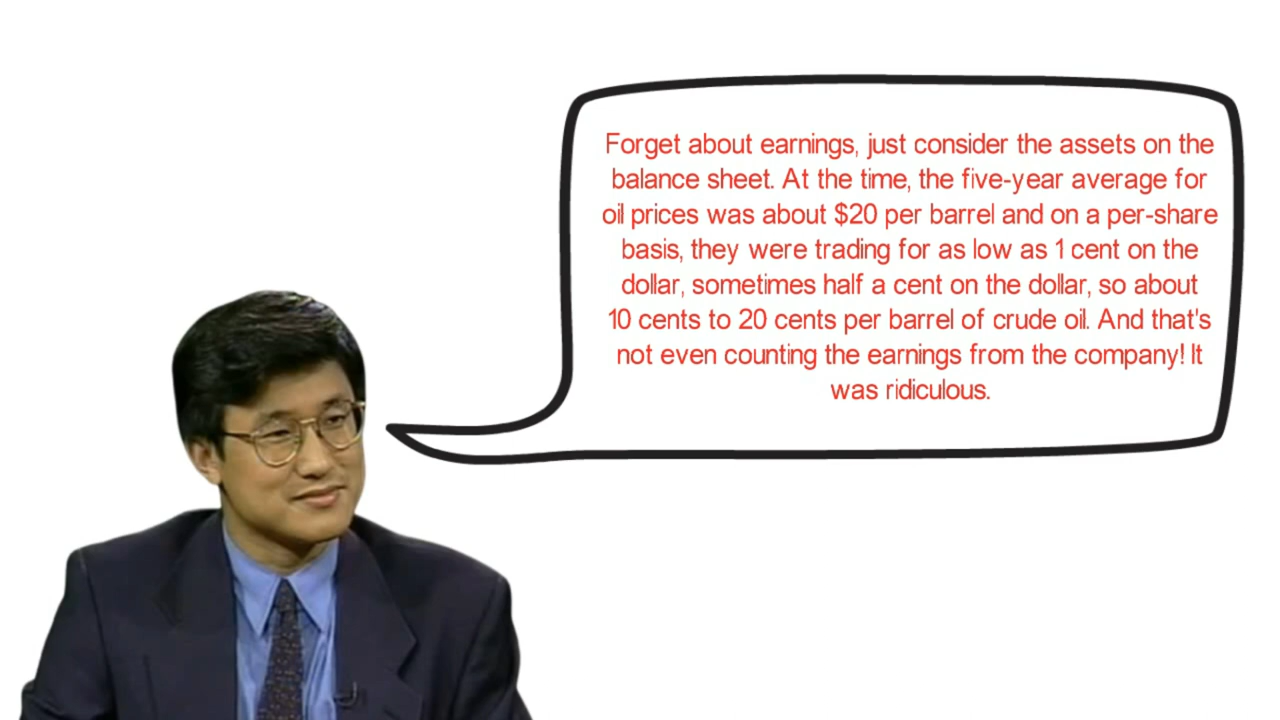 Forget about earnings, just consider the assets on the
balance sheet. At the time, the five-year average for
oil prices was about $20 per barrel and on a per-share
basis, they were trading for as low as 1 cent on the
dollar, sometimes half a cent on the dollar, so about
10 cents to 20 cents per barrel of crude oil. And that's
not even counting the earnings from the company! It
was ridiculous.